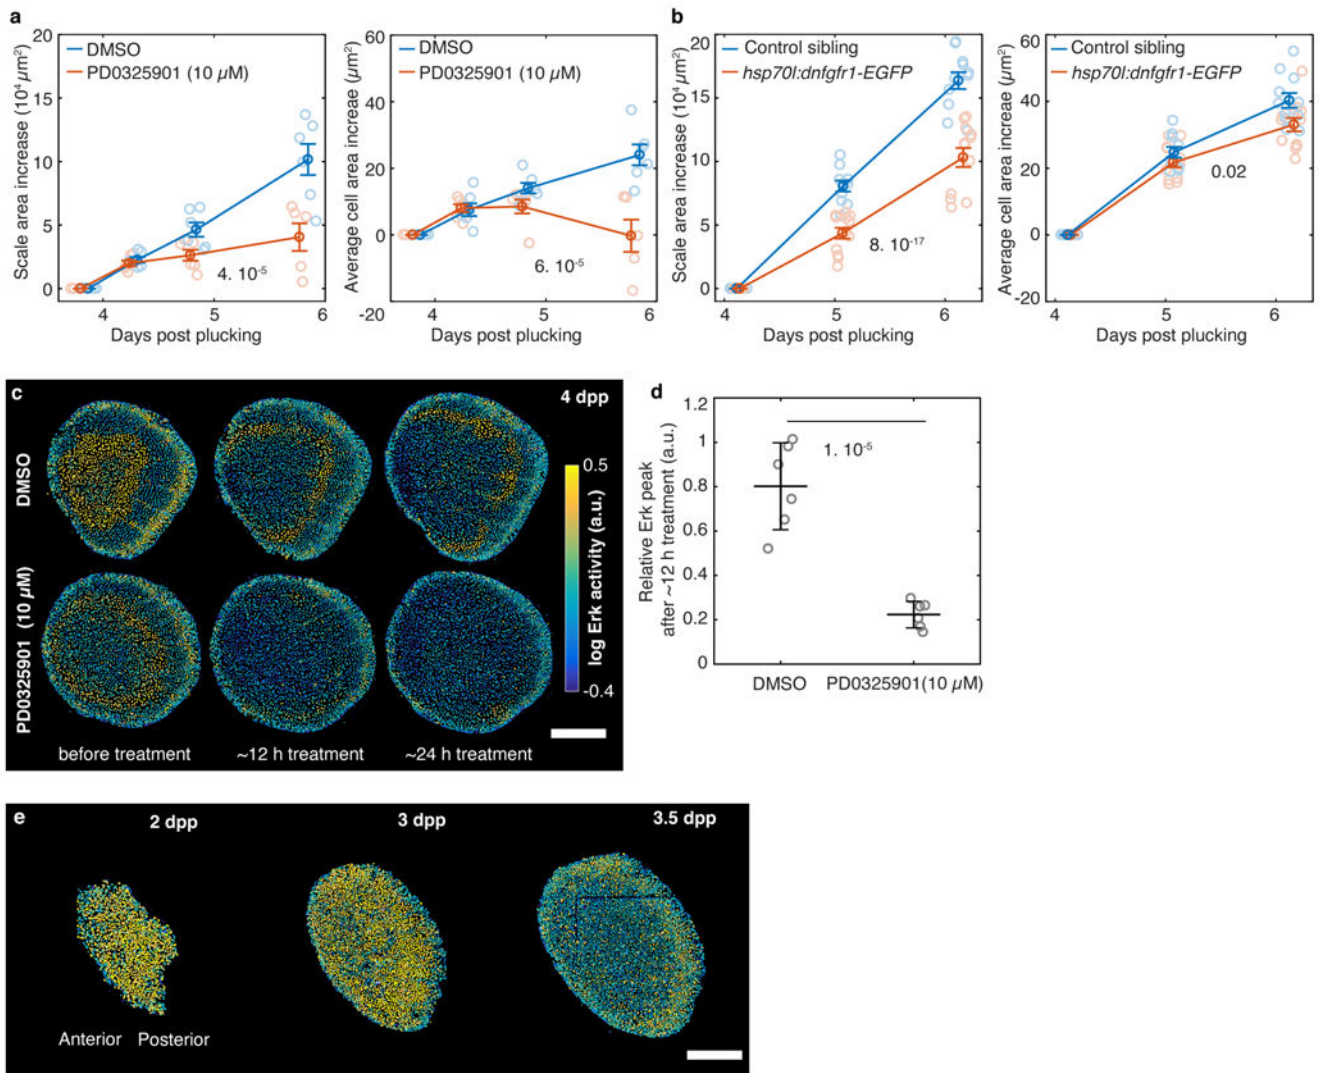 a
20
15
10
5
0
Scale area increase (10⁴ µm²)
DMSO
PD0325901 (10 µM)
4. 10⁻⁵
4
5
6
Days post plucking
60
40
20
0
-20
Average cell area increase (µm²)
DMSO
PD0325901 (10 µM)
6. 10⁻⁵
4
5
6
Days post plucking
b
20
15
10
5
0
Scale area increase (10⁴ µm²)
Control sibling
hsp70l:dnfgfr1-EGFP
8. 10⁻¹⁷
4
5
6
Days post plucking
60
40
20
0
-20
Average cell area increae (µm²)
Control sibling
hsp70l:dnfgfr1-EGFP
0.02
4
5
6
Days post plucking
c
4 dpp
DMSO
PD0325901 (10 µM)
0.5
log Erk activity (a.u.)
-0.4
before treatment
~12 h treatment
~24 h treatment
d
1.2
1
0.8
0.6
0.4
0.2
0
Relative Erk peak
after ~12 h treatment (a.u.)
1. 10⁻⁵
DMSO
PD0325901(10 µM)
e
2 dpp
3 dpp
3.5 dpp
Anterior Posterior